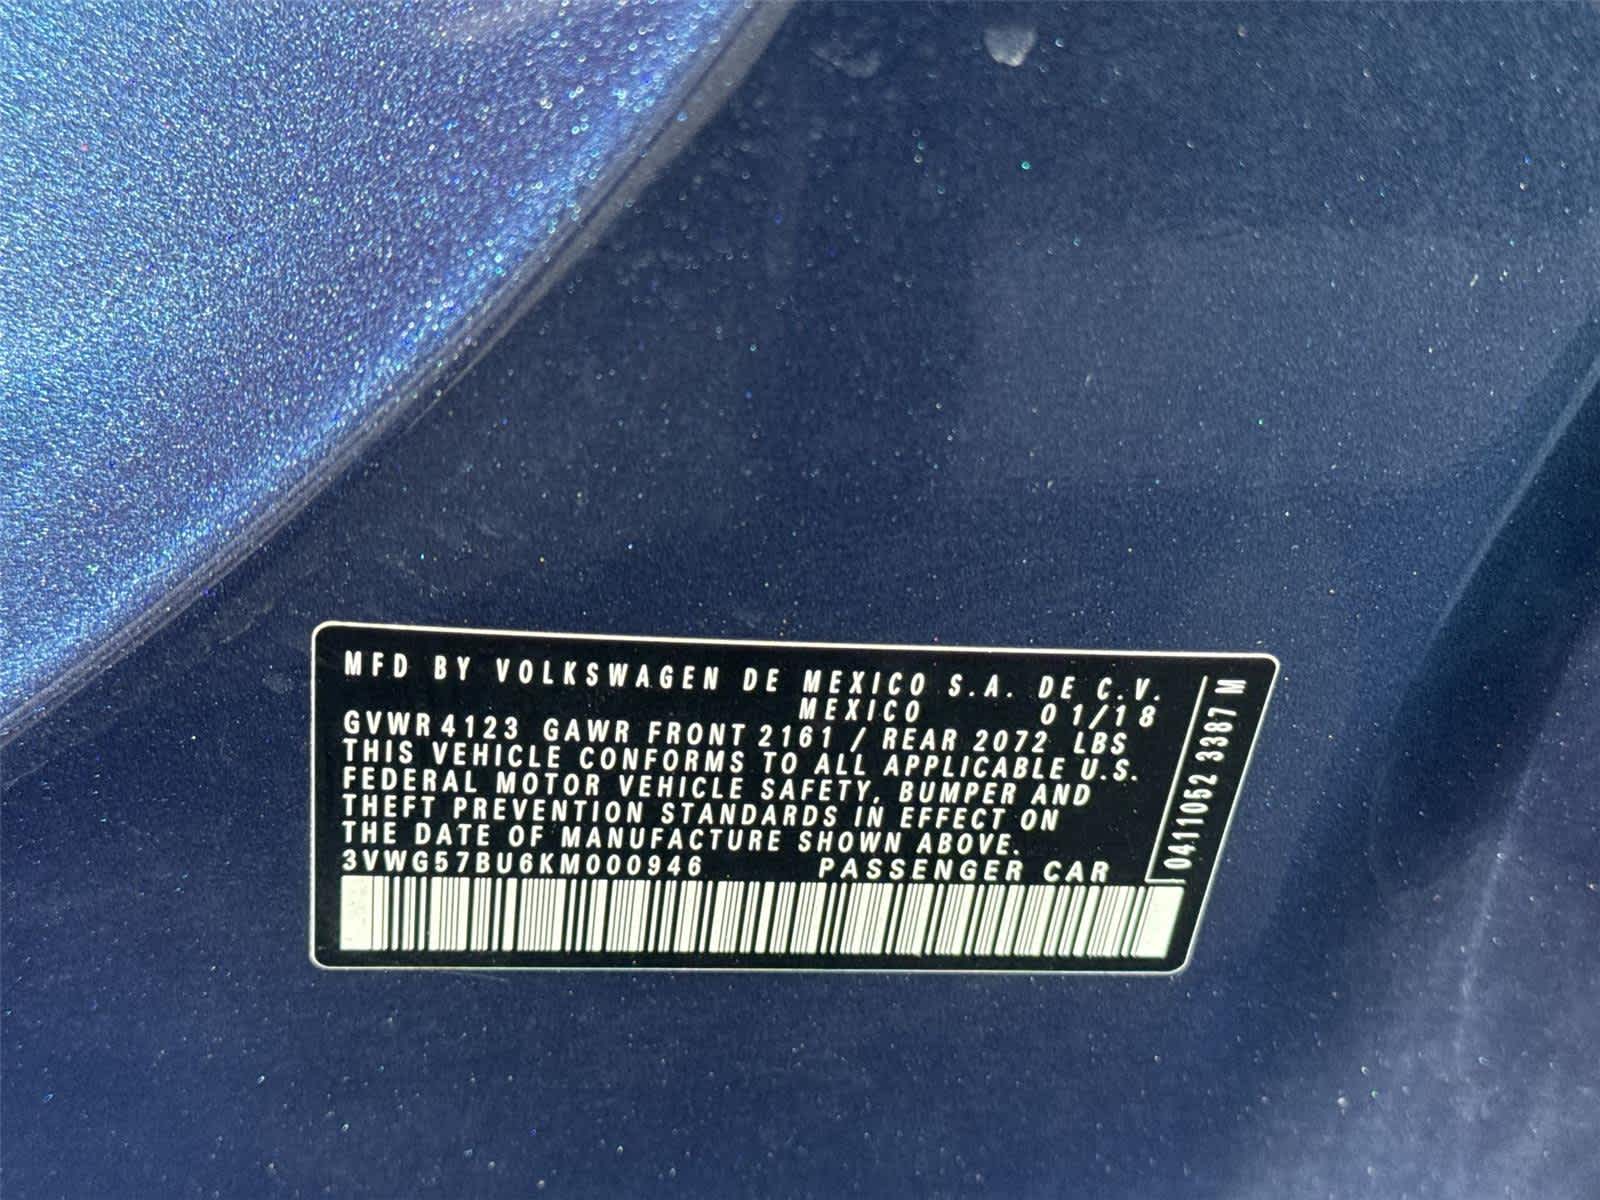 MFD BY VOLKSWAGEN DE MEXICO S.A. DE C.V.
MEXICO 01/18
GVWR 4123 GAWR FRONT 2161 / REAR 2072 LBS
THIS VEHICLE CONFORMS TO ALL APPLICABLE U.S.
FEDERAL MOTOR VEHICLE SAFETY, BUMPER AND
THEFT PREVENTION STANDARDS IN EFFECT ON
THE DATE OF MANUFACTURE SHOWN ABOVE.
3VWG57BU6KM000946 PASSENGER CAR
0411052 3387 M